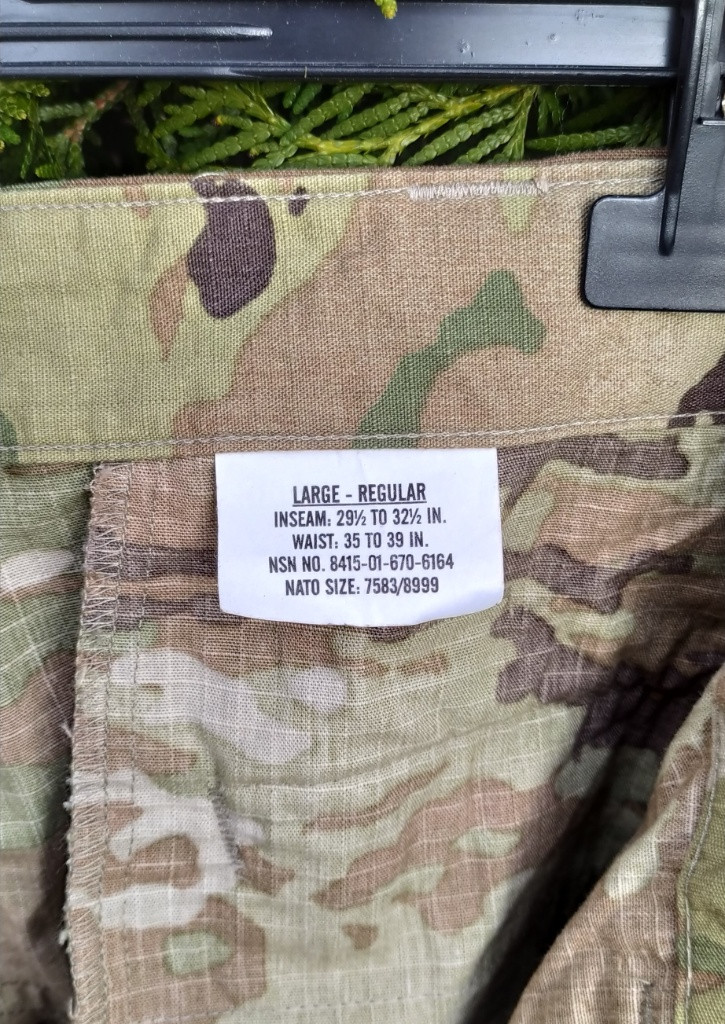 LARGE - REGULAR
INSEAM: 29½ TO 32½ IN.
WAIST: 35 TO 39 IN.
NSN NO. 8415-01-670-6164
NATO SIZE: 7583/8999